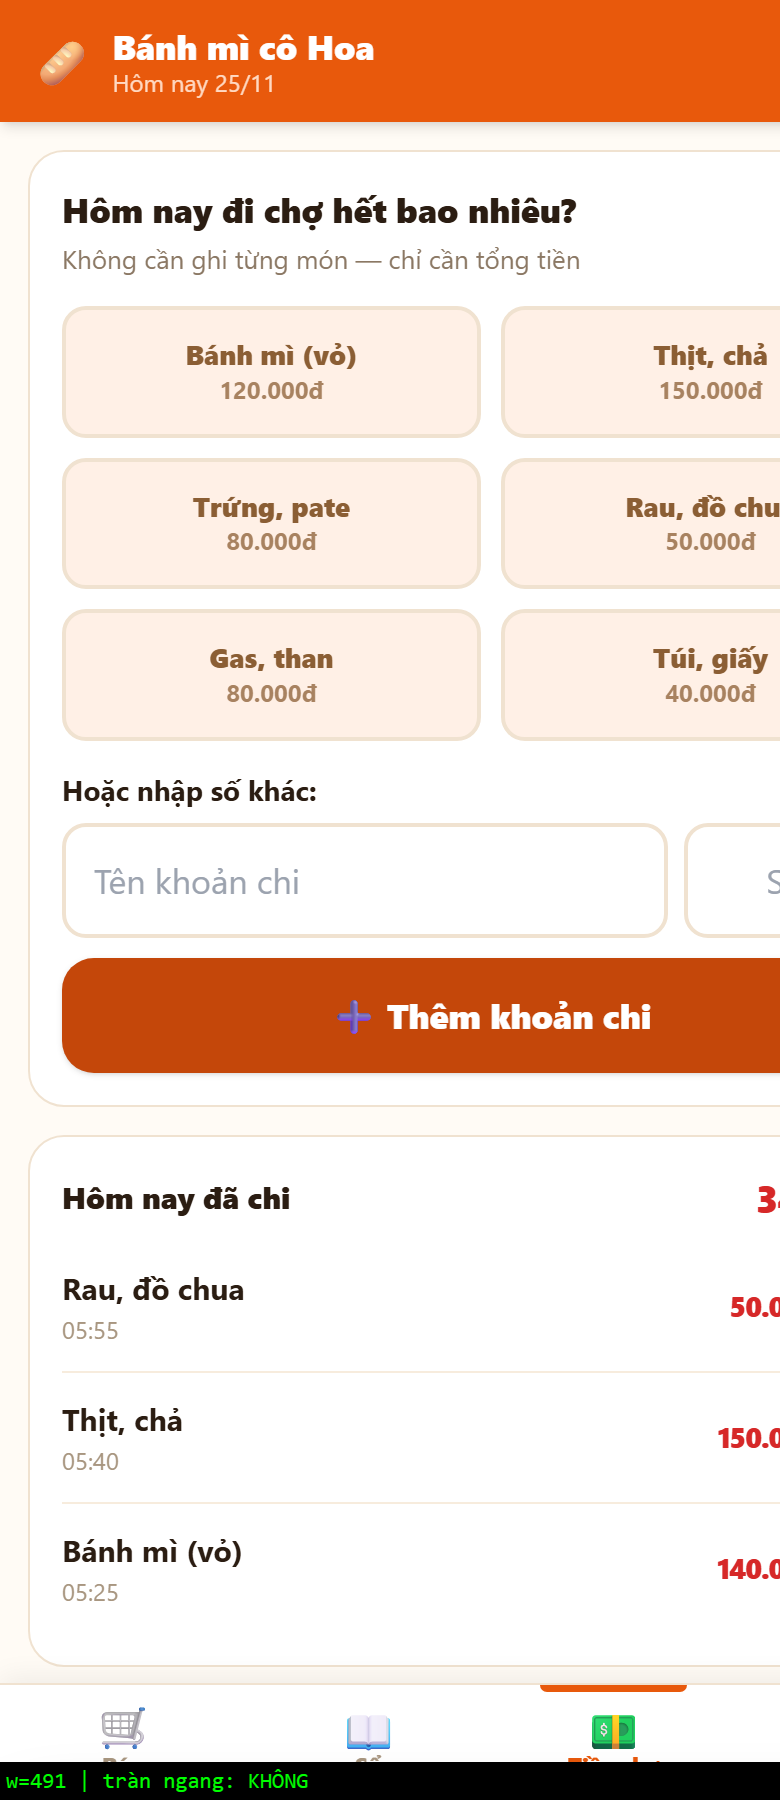 Bánh mì cô Hoa
Hôm nay 25/11
Hôm nay đi chợ hết bao nhiêu?
Không cần ghi từng món — chỉ cần tổng tiền
Bánh mì (vỏ)
120.000đ
Thịt, chả
150.000đ
Trứng, pate
80.000đ
Rau, đồ chu
50.000đ
Gas, than
80.000đ
Túi, giấy
40.000đ
Hoặc nhập số khác:
Tên khoản chi
➕ Thêm khoản chi
Hôm nay đã chi
34
Rau, đồ chua
05:55
50.0
Thịt, chả
05:40
150.0
Bánh mì (vỏ)
05:25
140.0
w=491 | tràn ngang: KHÔNG